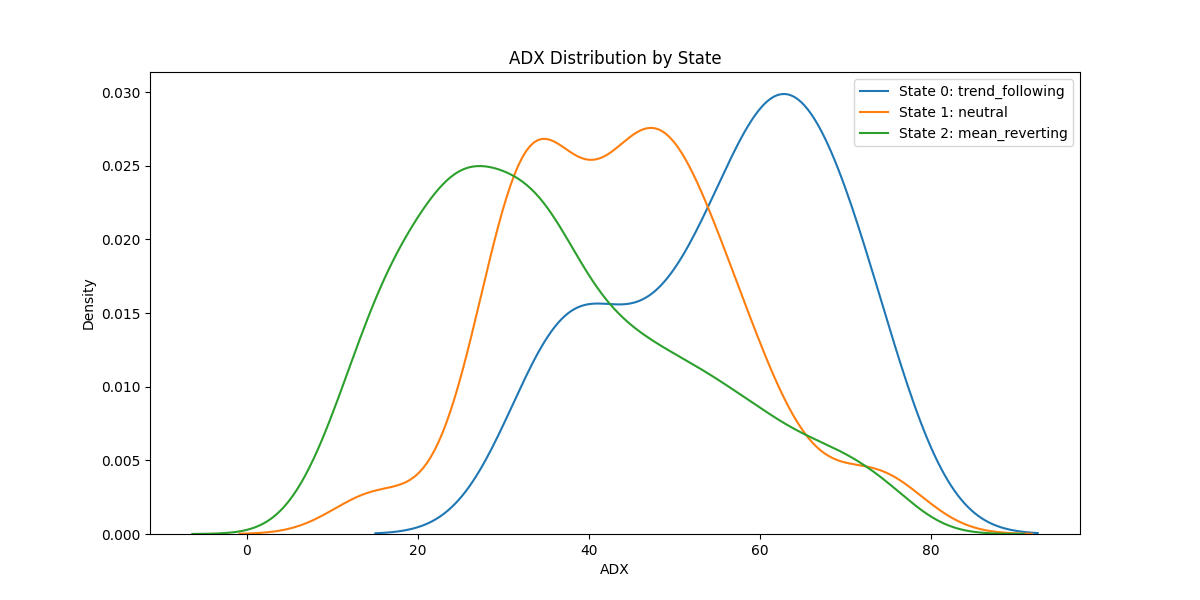 ADX Distribution by State
State 0: trend_following
State 1: neutral
State 2: mean_reverting
Density
0.030
0.025
0.020
0.015
0.010
0.005
0.000
0 20 40 60 80
ADX